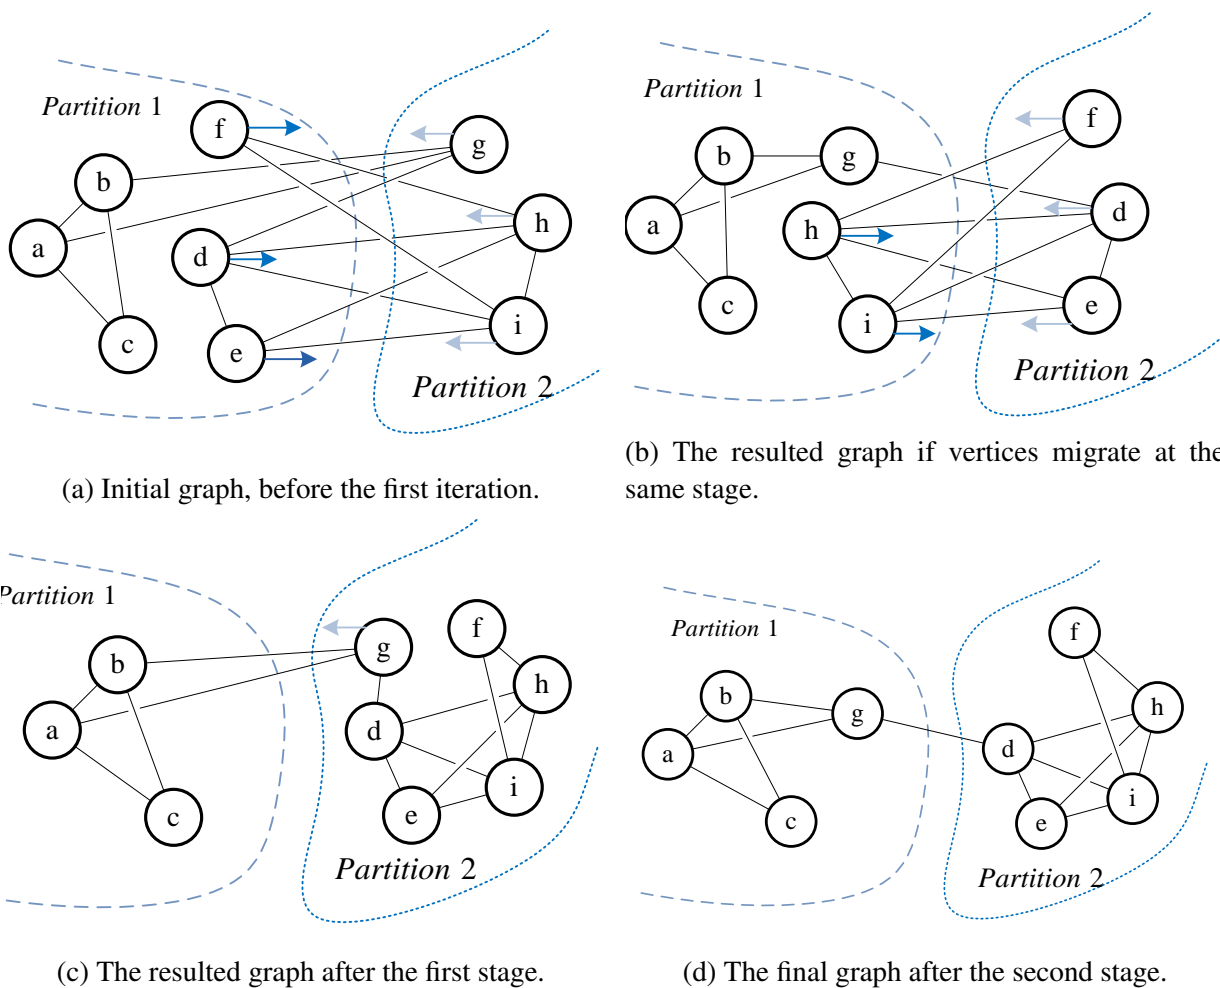 Partition 1
f
g
b
h
a
d
i
c
e
Partition 2
(a) Initial graph, before the first iteration.
Partition 1
f
b
g
d
a
h
e
c
i
Partition 2
(b) The resulted graph if vertices migrate at the
same stage.
Partition 1
f
g
b
h
a
d
i
c
e
Partition 2
(c) The resulted graph after the first stage.
Partition 1
f
b
g
h
a
d
i
c
e
Partition 2
(d) The final graph after the second stage.